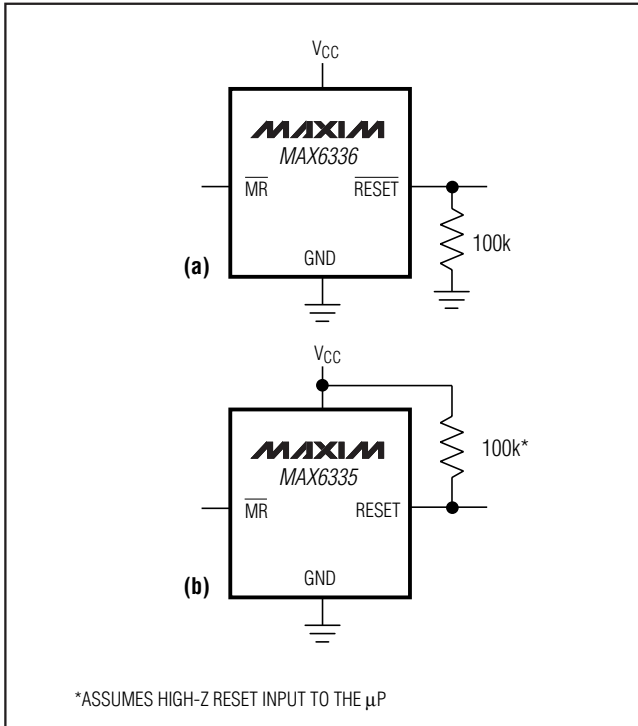 VCC
MAXIM
MAX6336
MR
RESET
100k
GND
(a)
VCC
MAXIM
MAX6335
100k*
MR
RESET
GND
(b)
*ASSUMES HIGH-Z RESET INPUT TO THE µP